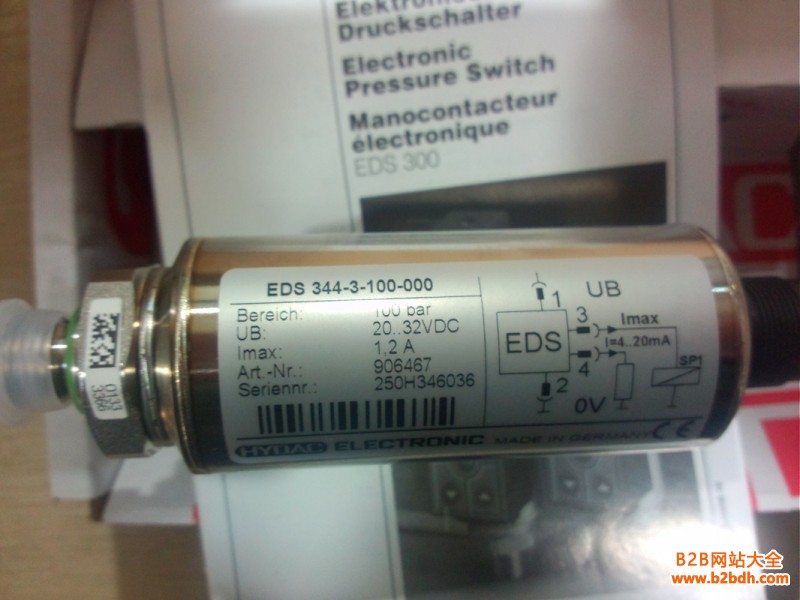 Druckschalter
Electronic
Pressure Switch
Manocontacteur
électronique
EDS 300
EDS 344-3-100-000
Bereich: 100 bar
UB: 20..32VDC
Imax: 1,2 A
Art.-Nr.: 906467
Seriennr.: 250H346036
HYDAC ELECTRONIC MADE IN GERMANY CE
1 UB
3 Imax
EDS I=4..20mA
4 SP1
2
0V
B2B网站大全
www.b2bdh.com